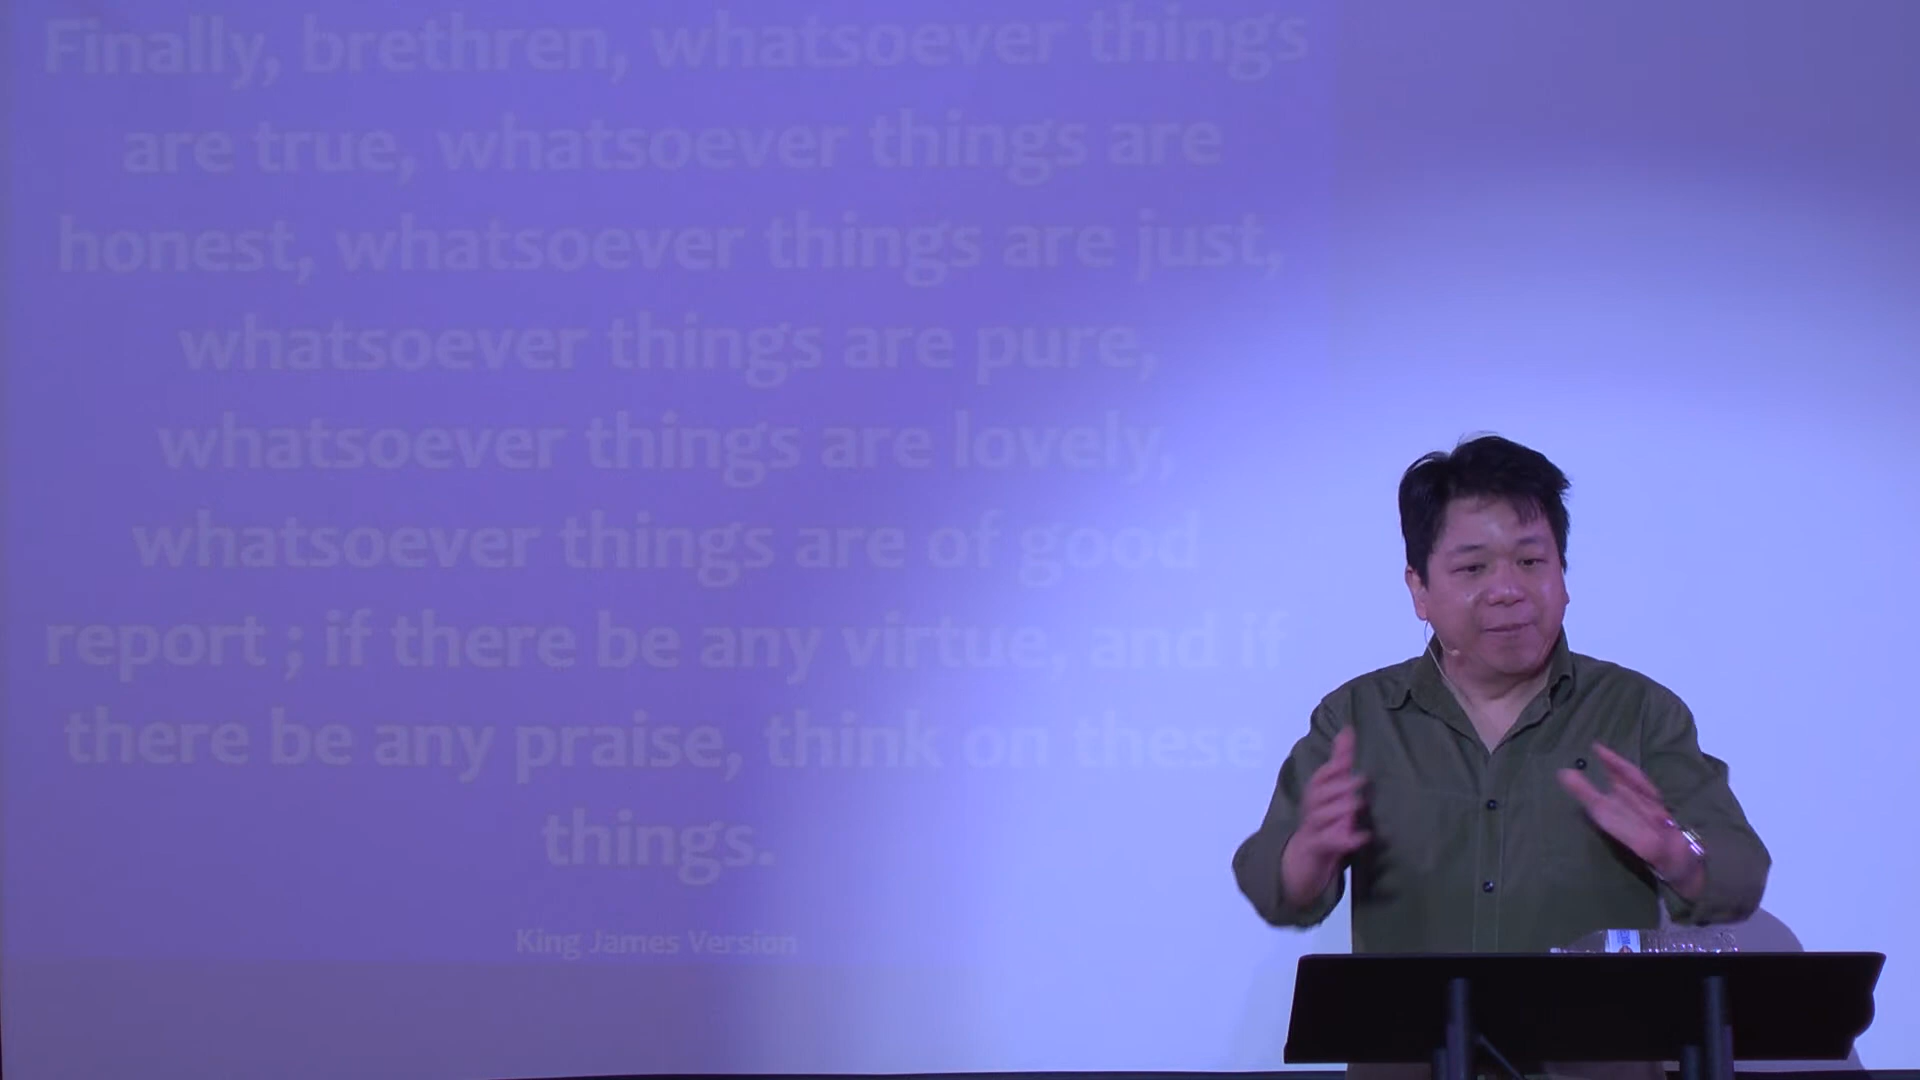 Finally, brethren, whatsoever things
are true, whatsoever things are
honest, whatsoever things are just,
whatsoever things are pure,
whatsoever things are lovely,
whatsoever things are of good
report ; if there be any virtue, and if
there be any praise, think on these
things.
King James Version